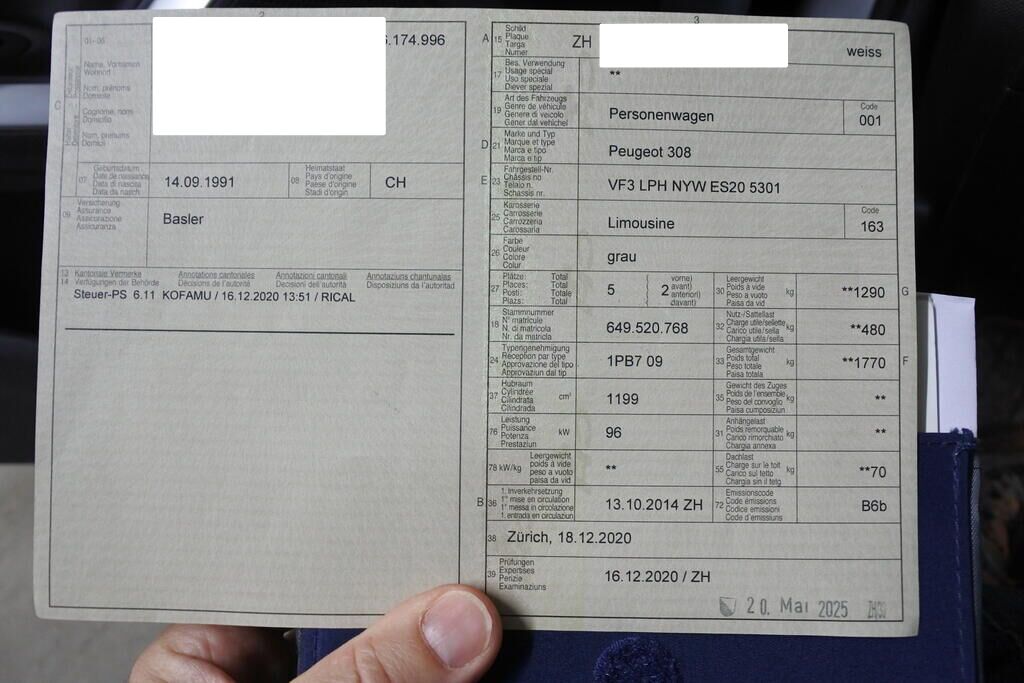 2
01-06
.174.996
C
Name, Vornamen
Wohnort
Nom, prénoms
Domicile
Cognome, nomi
Domicilio
Num, prenums
Domicil
07
Geburtsdatum
Date de naissance
Data di nascita
Data da nasch.
14.09.1991
08
Heimatstaat
Pays d'origine
Paese d'origine
Stadi d'origin
CH
09
Versicherung
Assurance
Assicurazione
Assicuranza
Basler
13
14
Kantonale Vermerke
Verfügungen der Behörde
Annotations cantonales
Décisions de l'autorité
Annotazioni cantonali
Decisioni dell'autorità
Annotaziuns chantunalas
Disposiziuns da l'autoritad
Steuer-PS 6.11 KOFAMU / 16.12.2020 13:51 / RICAL
3
A
15
Schild
Plaque
Targa
Numer
ZH
weiss
17
Bes. Verwendung
Usage spécial
Uso speciale
Diever spezial
**
19
Art des Fahrzeugs
Genre de véhicule
Genere di veicolo
Gener dal vehichel
Personenwagen
Code
001
D
21
Marke und Typ
Marque et type
Marca e tipo
Marca e tip
Peugeot 308
E
23
Fahrgestell-Nr.
Châssis no
Telaio n.
Schassis nr.
VF3 LPH NYW ES20 5301
25
Karosserie
Carrosserie
Carrozzeria
Carossaria
Limousine
Code
163
26
Farbe
Couleur
Colore
Colur
grau
27
Plätze: Total
Places: Total
Posti: Totale
Plazs: Total
5
2
( vorne)
( avant)
anteriori)
( davant)
30
Leergewicht
Poids à vide
Peso a vuoto
Paisa da vid
kg
**1290
G
18
Stammnummer
N° matricule
N. di matricola
Nr. da matricla
649.520.768
32
Nutz-/Sattellast
Charge utile/sellette
Carico utile/sella
Chargia utila/sella
kg
**480
24
Typengenehmigung
Réception par type
Approvazione del tipo
Approvaziun dal tip
1PB7 09
33
Gesamtgewicht
Poids total
Peso totale
Paisa totala
kg
**1770
F
37
Hubraum
Cylindrée
Cilindrata
Cilindrada
cm³
1199
35
Gewicht des Zuges
Poids de l'ensemble
Peso del convoglio
Paisa cumposiziun
kg
**
76
Leistung
Puissance
Potenza
Prestaziun
kW
96
31
Anhängelast
Poids remorquable
Carico rimorchiato
Chargia annexa
kg
**
78 kW/kg
Leergewicht
poids à vide
peso a vuoto
paisa da vid
**
55
Dachlast
Charge sur le toit
Carico sul tetto
Chargia sin il tetg
kg
**70
B
36
1. Inverkehrsetzung
1re mise en circulation
1a messa in circolazione
1. entrada en circulaziun
13.10.2014 ZH
72
Emissionscode
Code émissions
Codice emissioni
Code d'emissiuns
B6b
38
Zürich, 18.12.2020
39
Prüfungen
Expertises
Perizie
Examinaziuns
16.12.2020 / ZH
20. Mai 2025